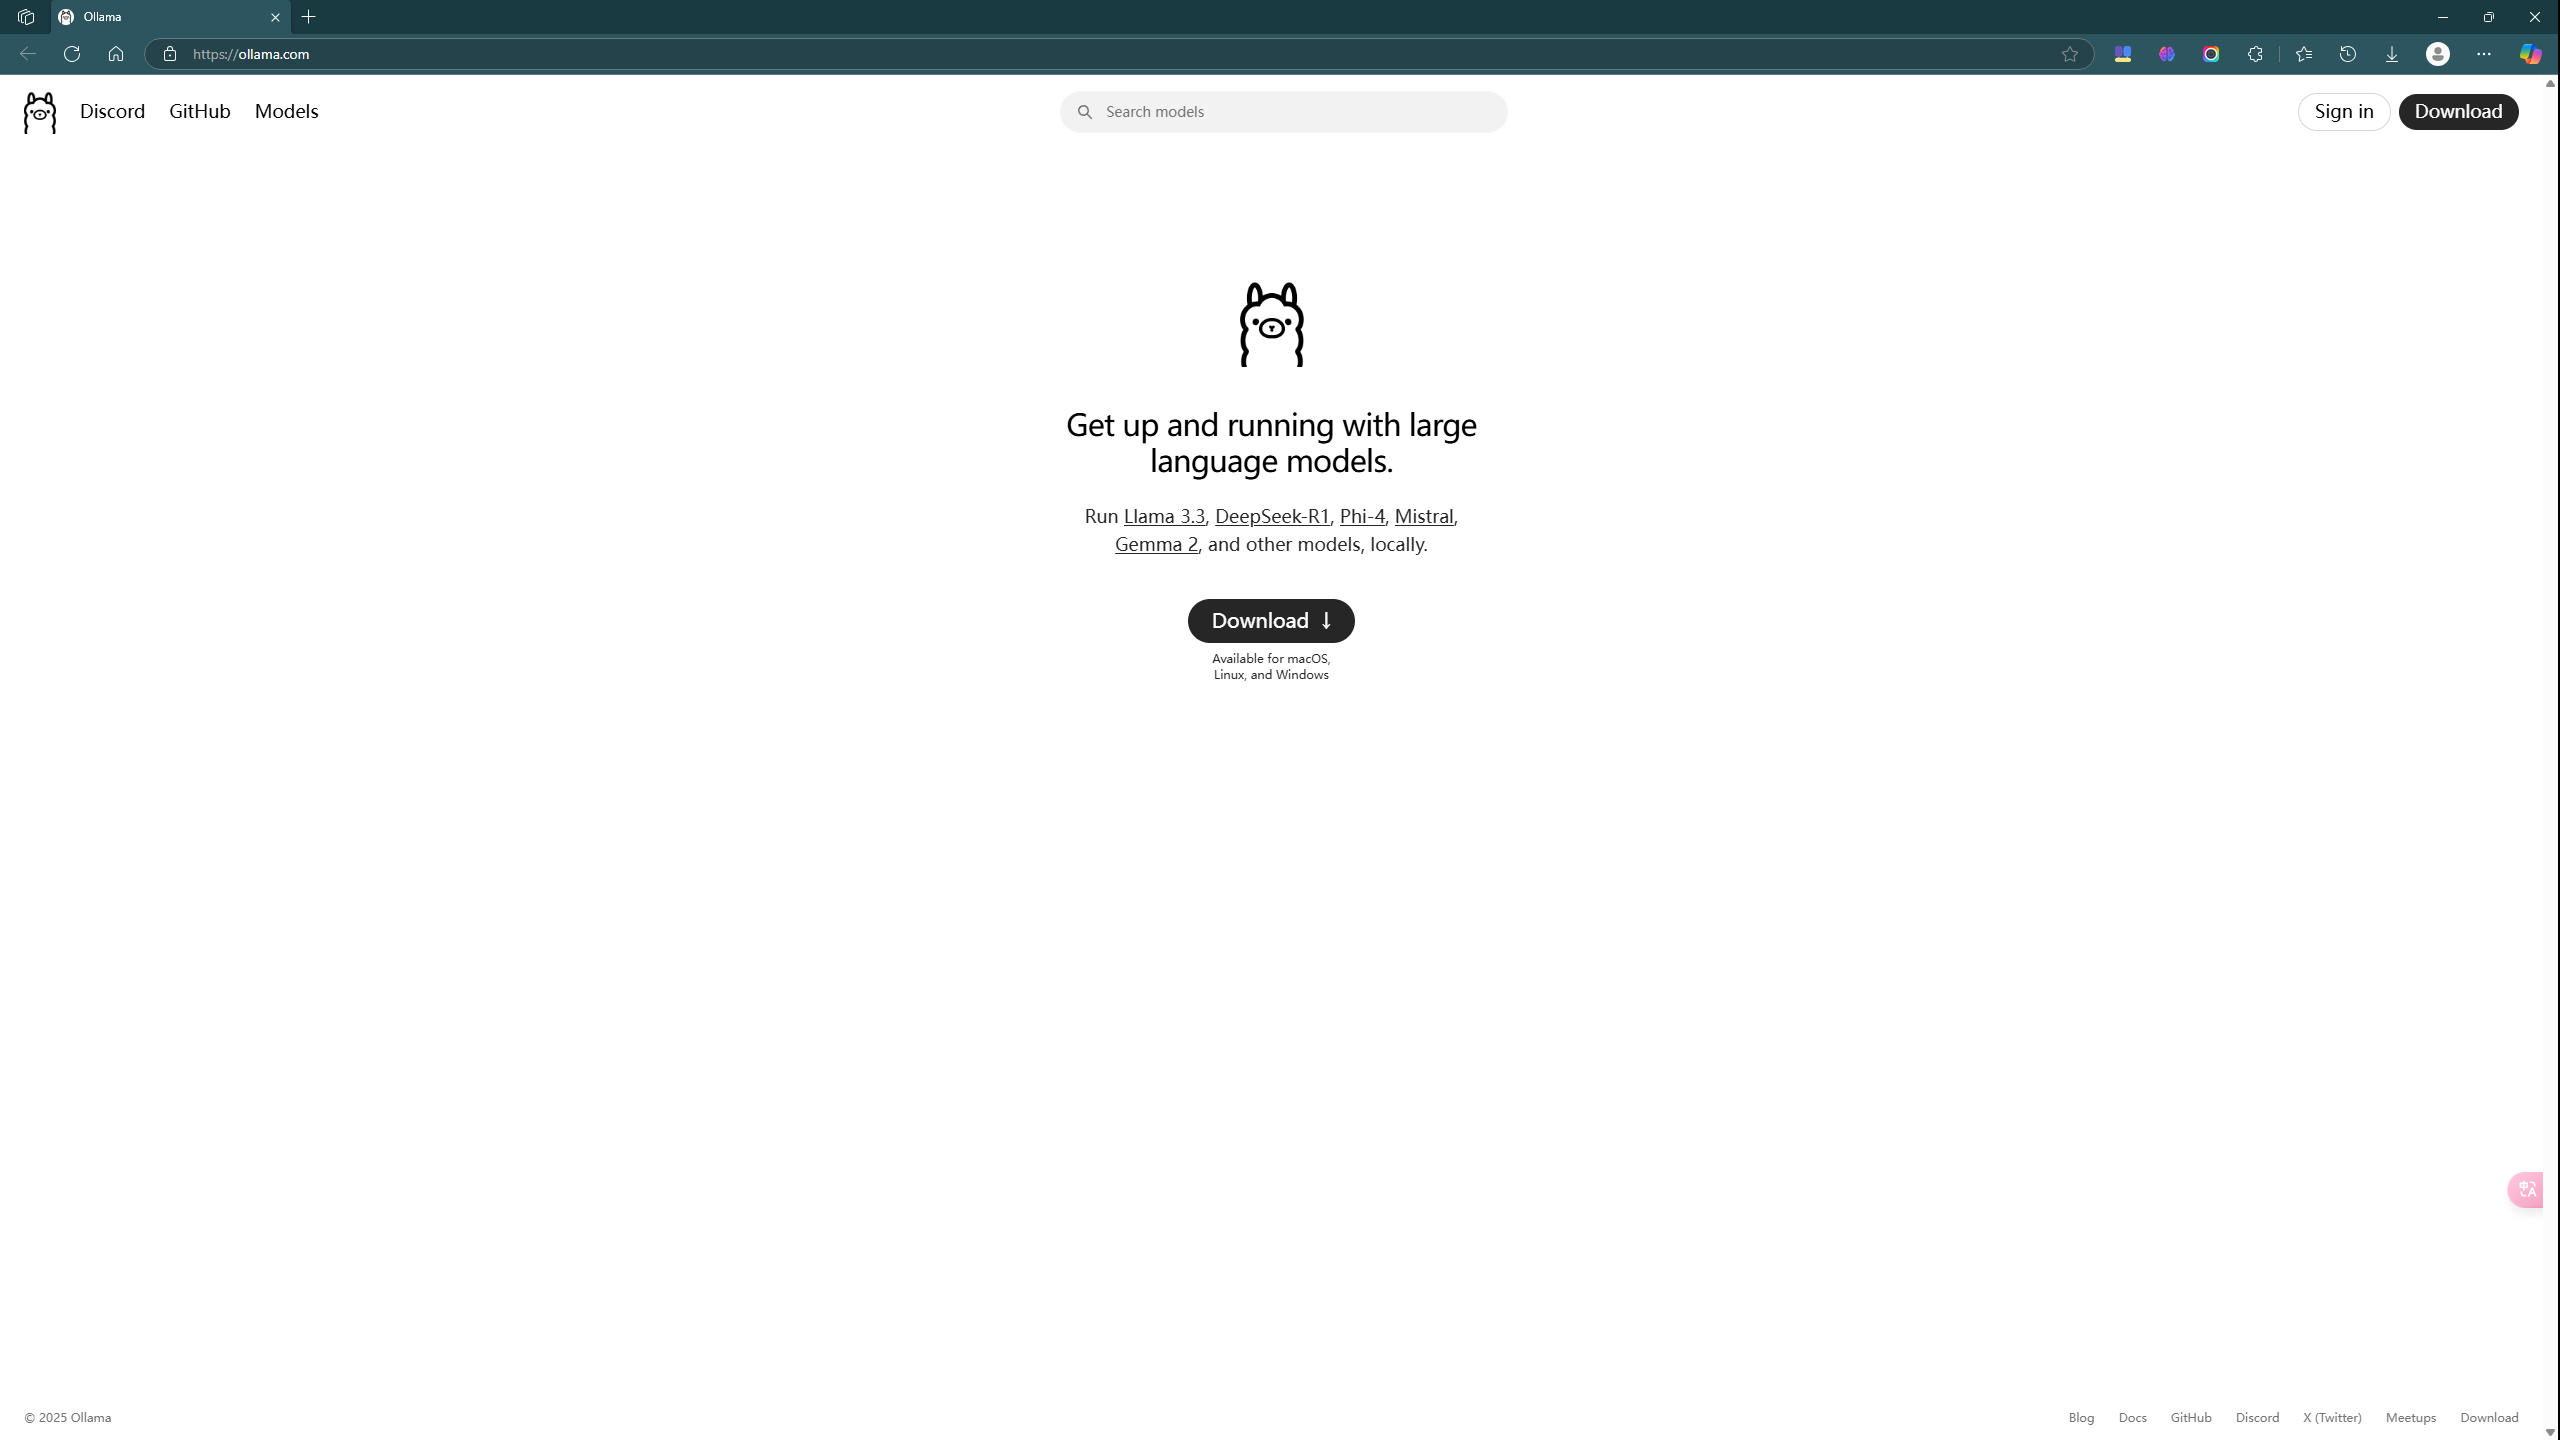 Ollama
https://ollama.com
Discord GitHub Models
Search models
Sign in Download
Get up and running with large
language models.
Run Llama 3.3, DeepSeek-R1, Phi-4, Mistral,
Gemma 2, and other models, locally.
Download ↓
Available for macOS,
Linux, and Windows
中A
© 2025 Ollama
Blog Docs GitHub Discord X (Twitter) Meetups Download